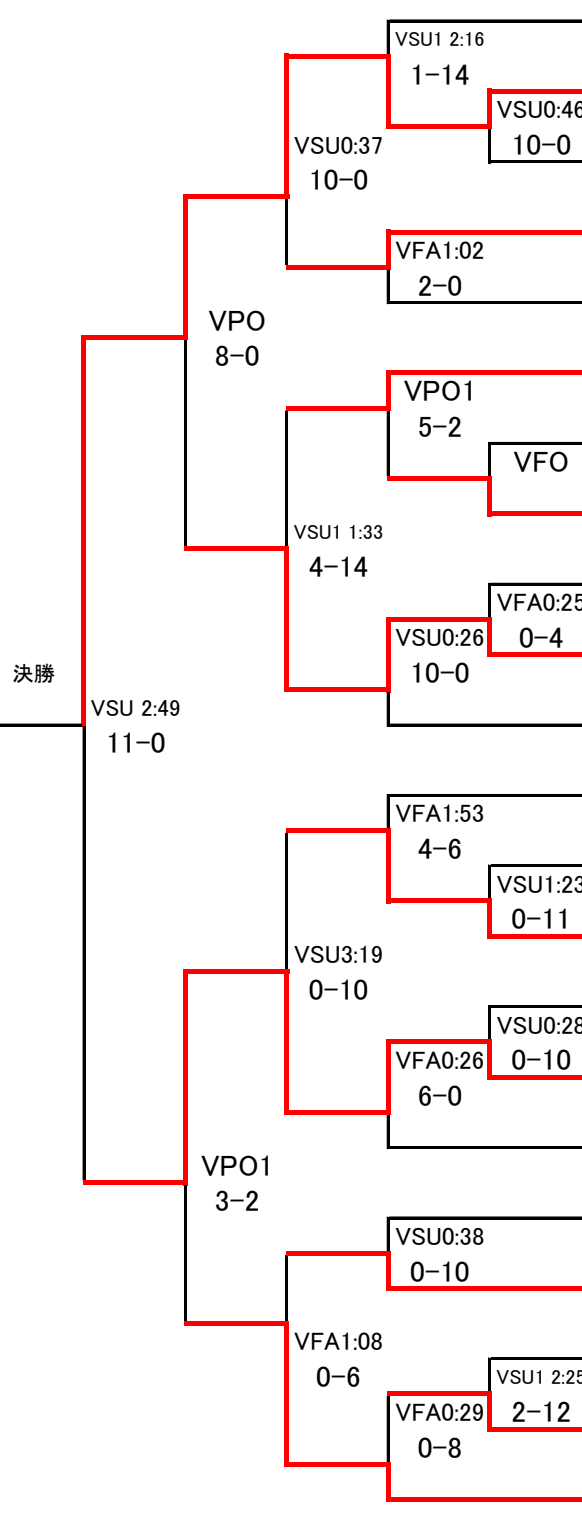 VSU1 2:16
1-14
VSU0:46
10-0
VSU0:37
10-0
VFA1:02
2-0
VPO
8-0
VPO1
5-2
VFO
VSU1 1:33
4-14
VFA0:25
0-4
VSU0:26
10-0
決勝
VSU 2:49
11-0
VFA1:53
4-6
VSU1:23
0-11
VSU3:19
0-10
VSU0:28
0-10
VFA0:26
6-0
VPO1
3-2
VSU0:38
0-10
VFA1:08
0-6
VSU1 2:25
2-12
VFA0:29
0-8